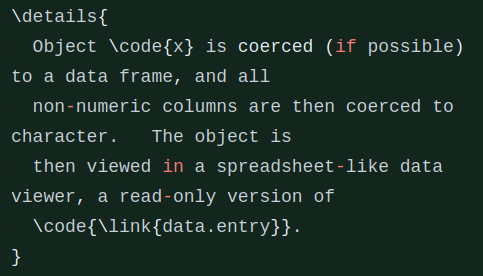 \details{
  Object \code{x} is coerced (if possible)
to a data frame, and all
  non-numeric columns are then coerced to
character.   The object is
  then viewed in a spreadsheet-like data
viewer, a read-only version of
  \code{\link{data.entry}}.
}